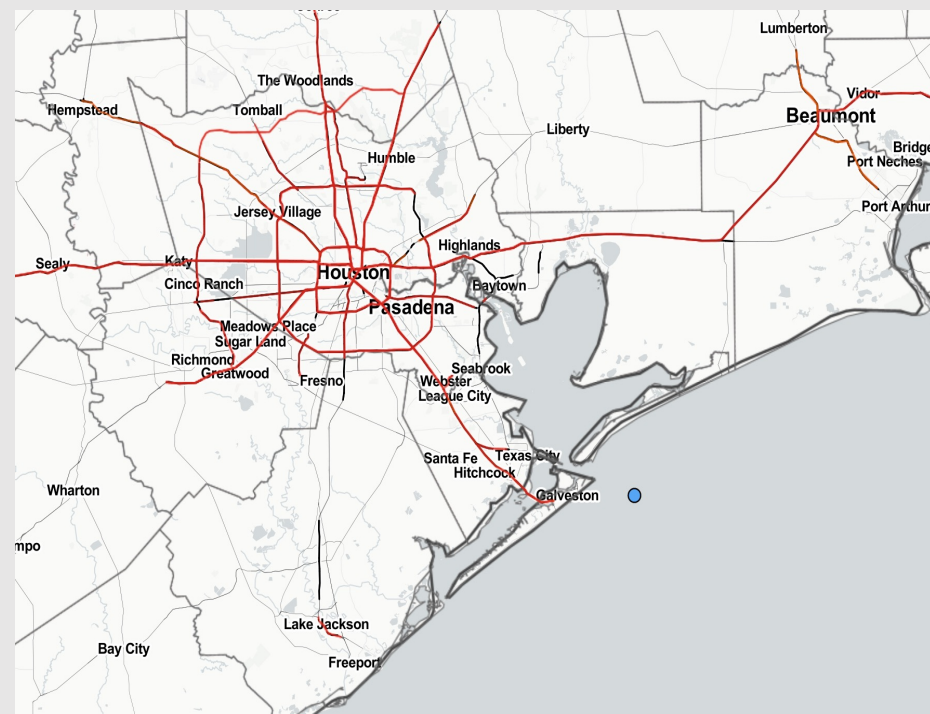 Lumberton
The Woodlands
Vidor
Hempstead
Tomball
Beaumont
Liberty
Humble
Port Neches
Port Arthur
Jersey Village
Highlands
Katy
Sealy
Houston
Cinco Ranch
Baytown
Pasadena
Meadows Place
Sugar Land
Richmond
Seabrook
Greatwood
Fresno
Webster
League City
Santa Fe
Texas City
Hitchcock
Wharton
Galveston
mpo
Lake Jackson
Bay City
Freeport